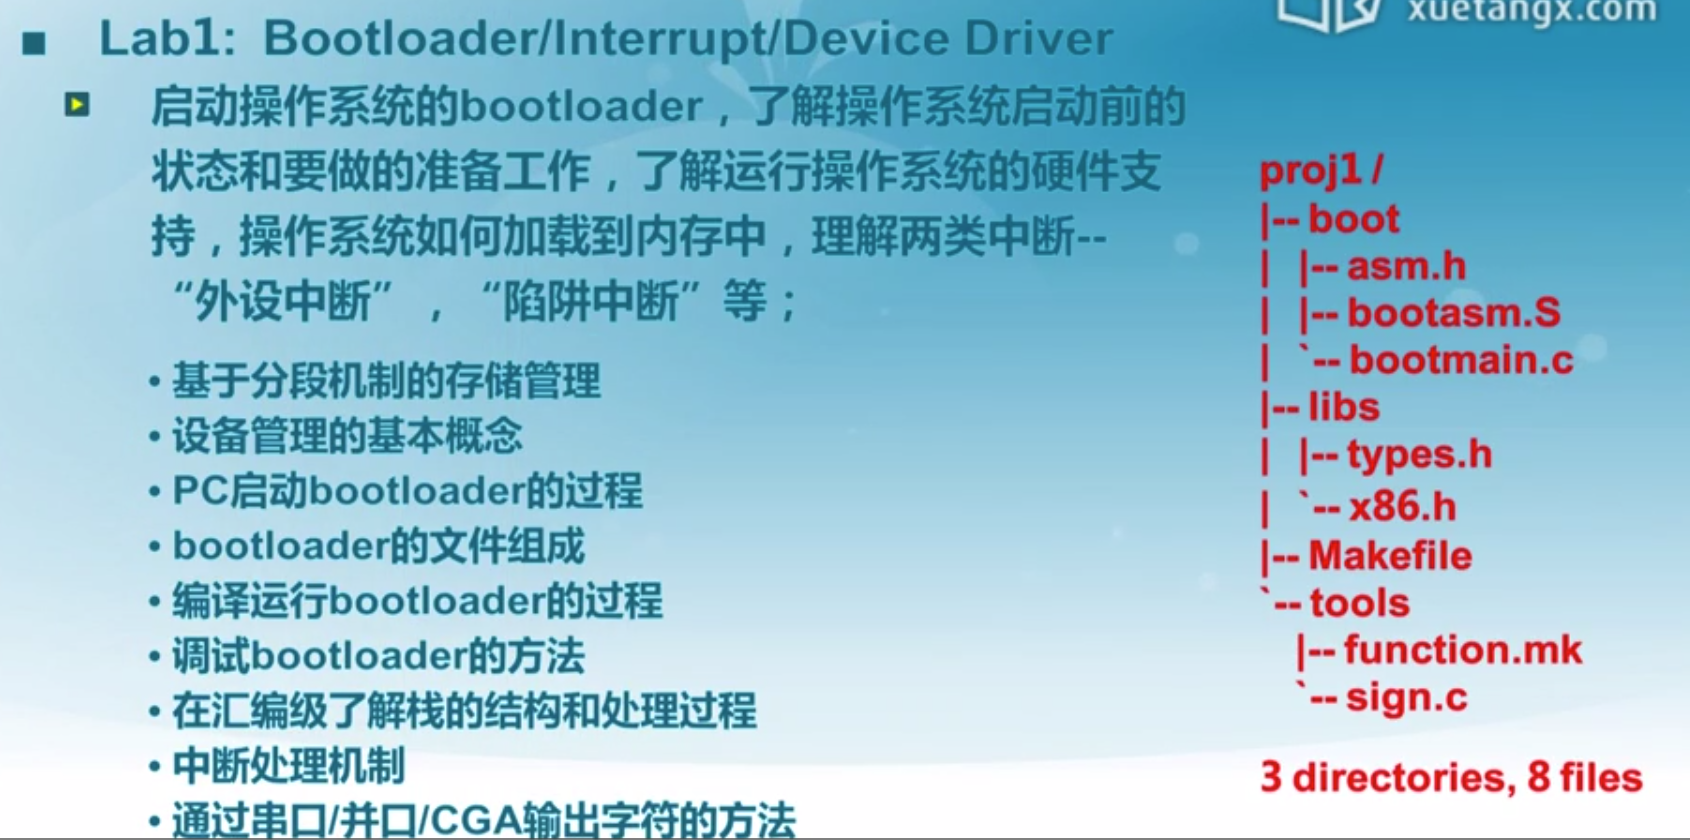 xuetangx.com
Lab1: Bootloader/Interrupt/Device Driver
启动操作系统的bootloader，了解操作系统启动前的
状态和要做的准备工作，了解运行操作系统的硬件支
持，操作系统如何加载到内存中，理解两类中断--
“外设中断”，“陷阱中断”等；
• 基于分段机制的存储管理
• 设备管理的基本概念
• PC启动bootloader的过程
• bootloader的文件组成
• 编译运行bootloader的过程
• 调试bootloader的方法
• 在汇编级了解栈的结构和处理过程
• 中断处理机制
• 通过串口/并口/CGA输出字符的方法
proj1 /
|-- boot
|   |-- asm.h
|   |-- bootasm.S
|   `-- bootmain.c
|-- libs
|   |-- types.h
|   `-- x86.h
|-- Makefile
`-- tools
    |-- function.mk
    `-- sign.c
3 directories, 8 files